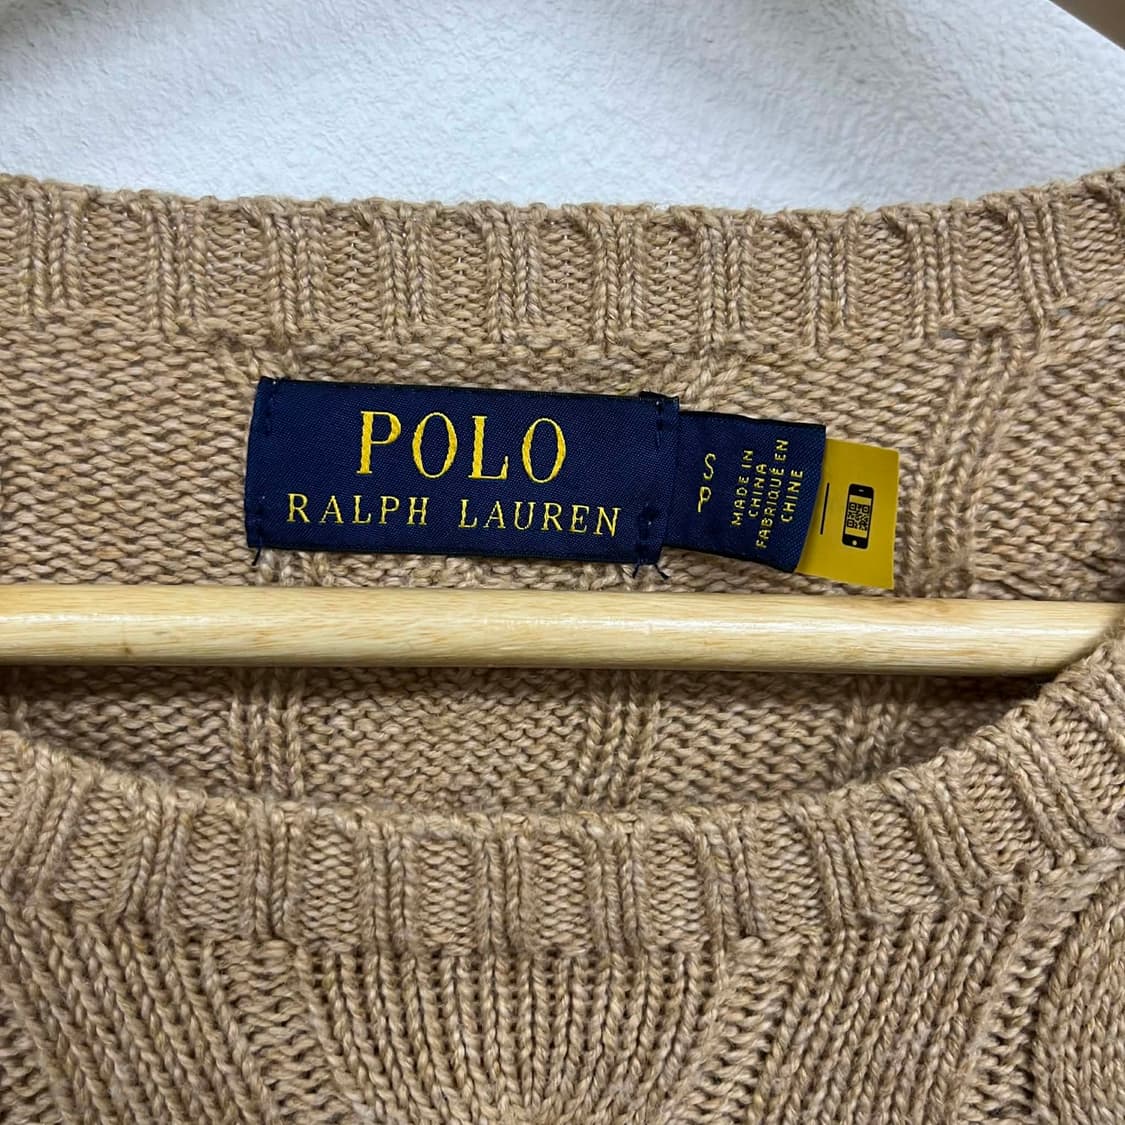 POLO
RALPH LAUREN
S
P
MADE IN
CHINA
FABRIQUÉ EN
CHINE